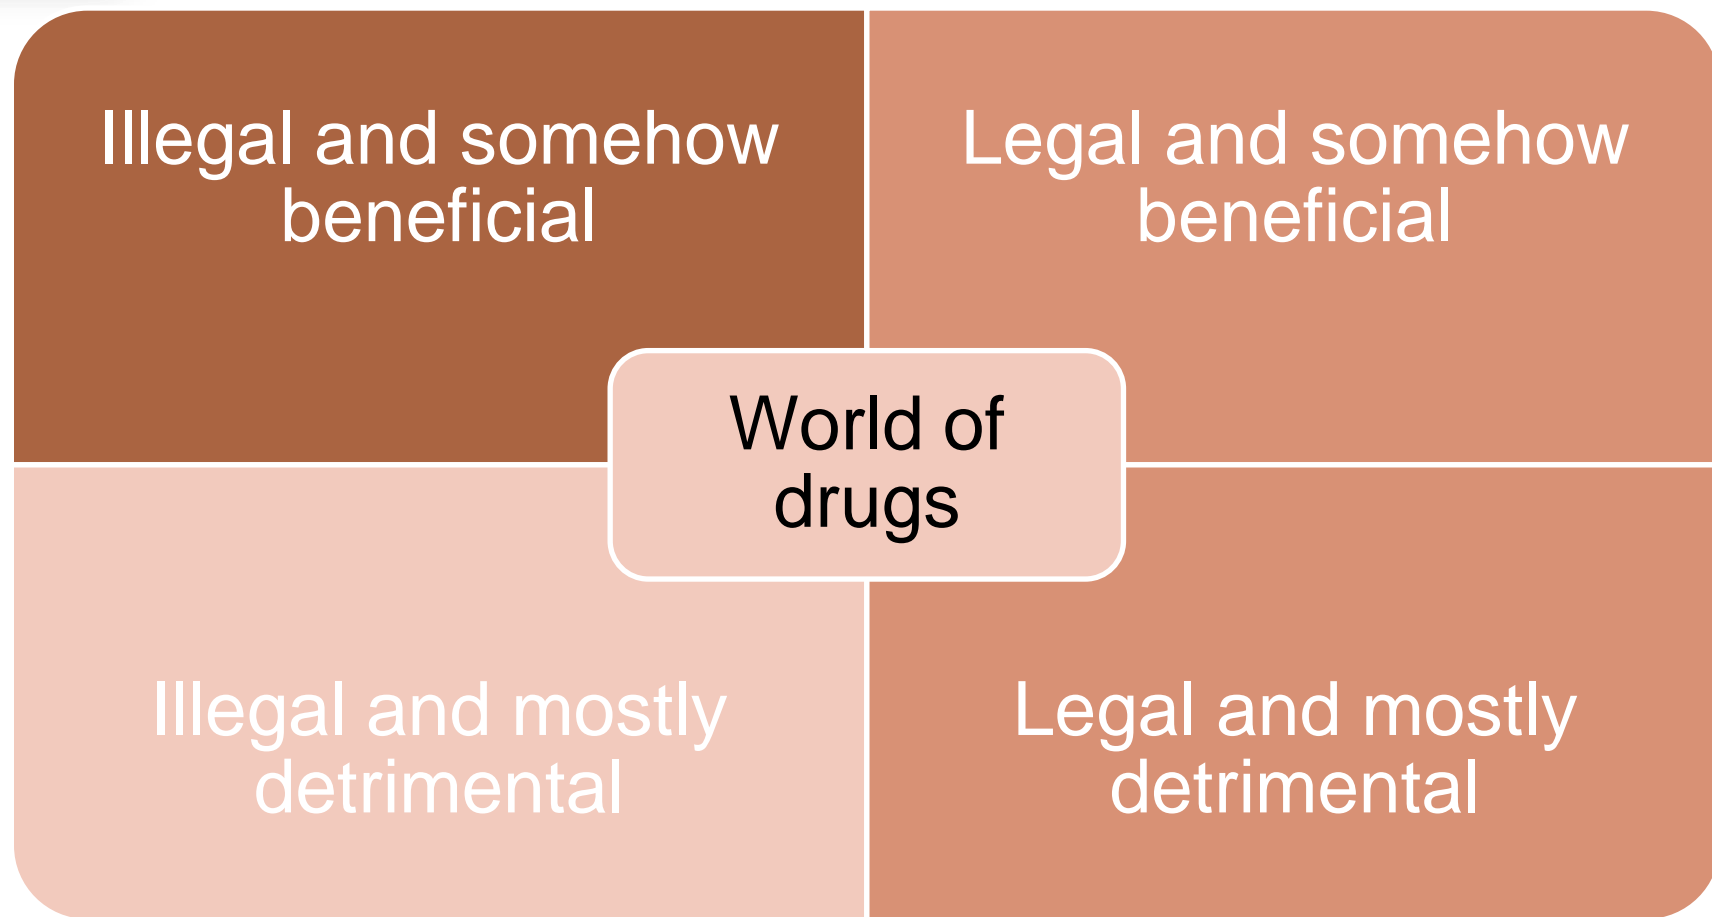 Illegal and somehow
beneficial
Legal and somehow
beneficial
World of
drugs
Illegal and mostly
detrimental
Legal and mostly
detrimental